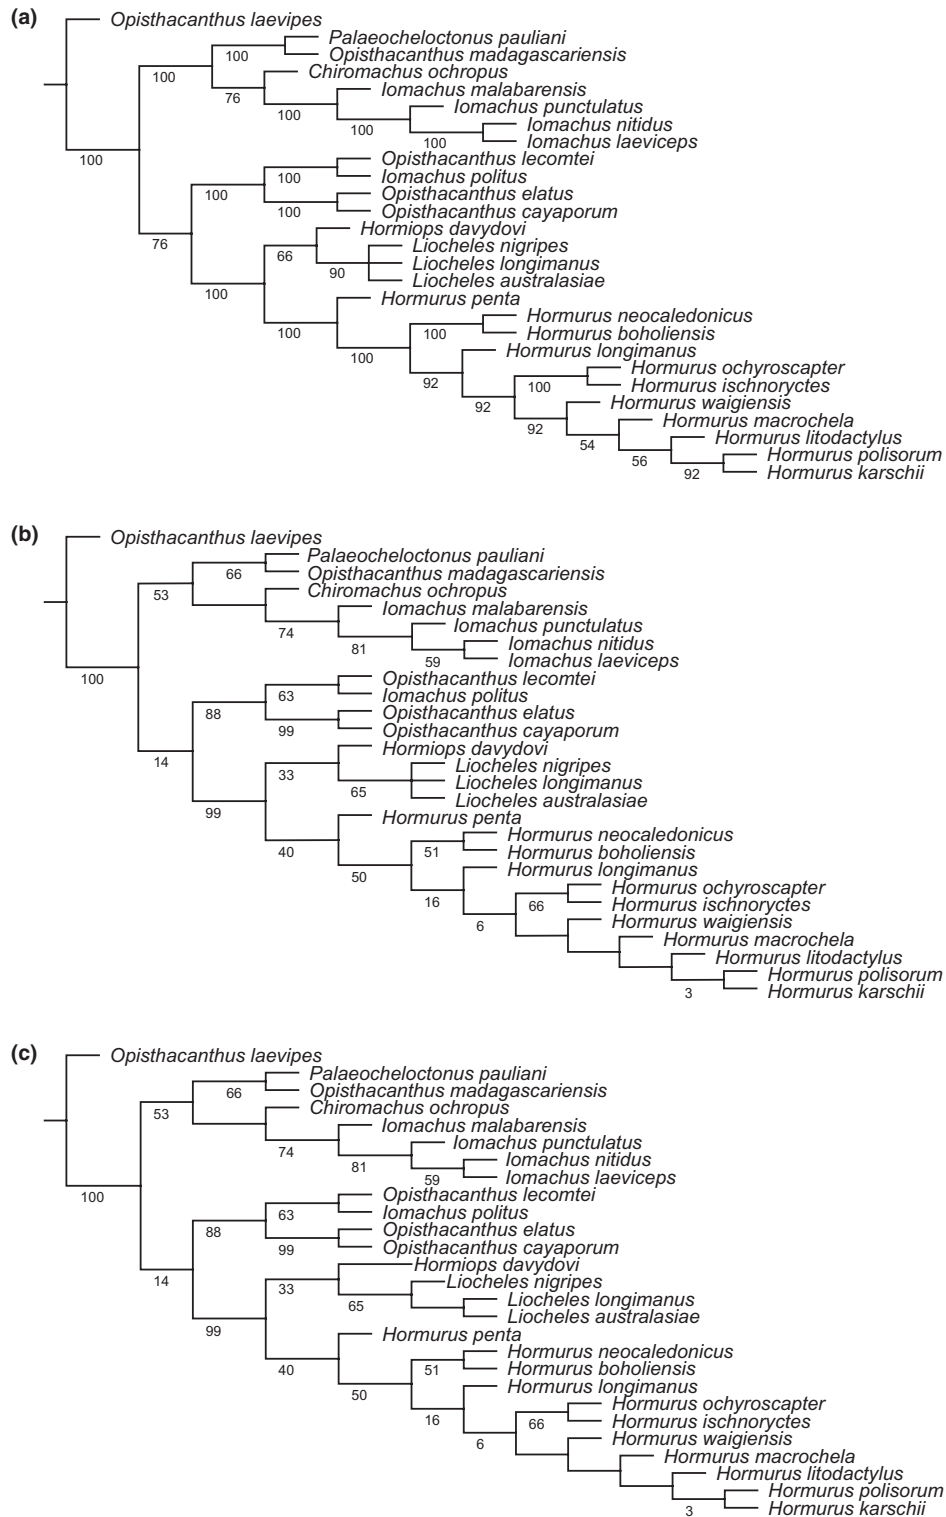 (a)
Opisthacanthus laevipes
Palaeocheloctonus pauliani
100
Opisthacanthus madagascariensis
100
Chiromachus ochropus
76
Iomachus malabarensis
100
Iomachus punctulatus
100
Iomachus nitidus
100
Iomachus laeviceps
100
Opisthacanthus lecomtei
100
Iomachus politus
100
Opisthacanthus elatus
100
Opisthacanthus cayaporum
76
Hormiops davydovi
66
Liocheles nigripes
90
Liocheles longimanus
100
Liocheles australasiae
Hormurus penta
100
Hormurus neocaledonicus
100
100
Hormurus boholiensis
Hormurus longimanus
92
Hormurus ochyroscapter
100
92
Hormurus ischnoryctes
Hormurus waigiensis
92
Hormurus macrochela
54
Hormurus litodactylus
56
Hormurus polisorum
92
Hormurus karschii
(b)
Opisthacanthus laevipes
Palaeocheloctonus pauliani
66
Opisthacanthus madagascariensis
53
Chiromachus ochropus
Iomachus malabarensis
74
Iomachus punctulatus
81
Iomachus nitidus
59
Iomachus laeviceps
100
Opisthacanthus lecomtei
63
Iomachus politus
88
Opisthacanthus elatus
99
Opisthacanthus cayaporum
14
Hormiops davydovi
33
Liocheles nigripes
65
Liocheles longimanus
99
Liocheles australasiae
Hormurus penta
40
Hormurus neocaledonicus
51
50
Hormurus boholiensis
Hormurus longimanus
16
Hormurus ochyroscapter
66
6
Hormurus ischnoryctes
Hormurus waigiensis
Hormurus macrochela
Hormurus litodactylus
Hormurus polisorum
3
Hormurus karschii
(c)
Opisthacanthus laevipes
Palaeocheloctonus pauliani
66
Opisthacanthus madagascariensis
53
Chiromachus ochropus
Iomachus malabarensis
74
Iomachus punctulatus
81
Iomachus nitidus
59
Iomachus laeviceps
100
Opisthacanthus lecomtei
63
Iomachus politus
88
Opisthacanthus elatus
99
Opisthacanthus cayaporum
14
Hormiops davydovi
33
Liocheles nigripes
65
Liocheles longimanus
99
Liocheles australasiae
Hormurus penta
40
Hormurus neocaledonicus
51
50
Hormurus boholiensis
Hormurus longimanus
16
Hormurus ochyroscapter
66
6
Hormurus ischnoryctes
Hormurus waigiensis
Hormurus macrochela
Hormurus litodactylus
Hormurus polisorum
3
Hormurus karschii